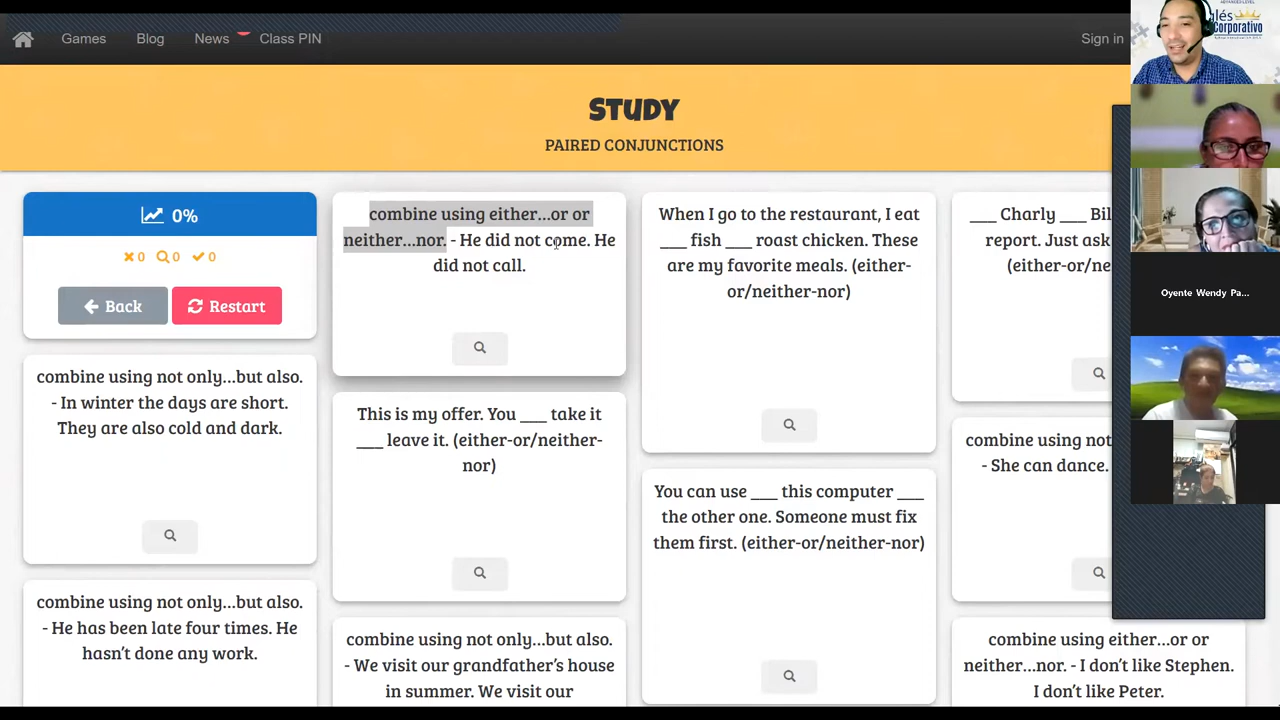 Games Blog News Class PIN Sign in
ADVANCED LEVEL
lés
Corporativo
STUDY
PAIRED CONJUNCTIONS
0%
0 0 0
Back Restart
combine using not only...but also.
- In winter the days are short.
They are also cold and dark.
combine using not only...but also.
- He has been late four times. He
hasn't done any work.
combine using either...or or
neither...nor. - He did not come. He
did not call.
This is my offer. You ___ take it
___ leave it. (either-or/neither-
nor)
combine using not only...but also.
- We visit our grandfather's house
in summer. We visit our
When I go to the restaurant, I eat
___ fish ___ roast chicken. These
are my favorite meals. (either-
or/neither-nor)
You can use ___ this computer ___
the other one. Someone must fix
them first. (either-or/neither-nor)
___ Charly ___ Bil
report. Just ask
(either-or/ne
combine using not
- She can dance.
combine using either...or or
neither...nor. - I don't like Stephen.
I don't like Peter.
Oyente Wendy Pa...